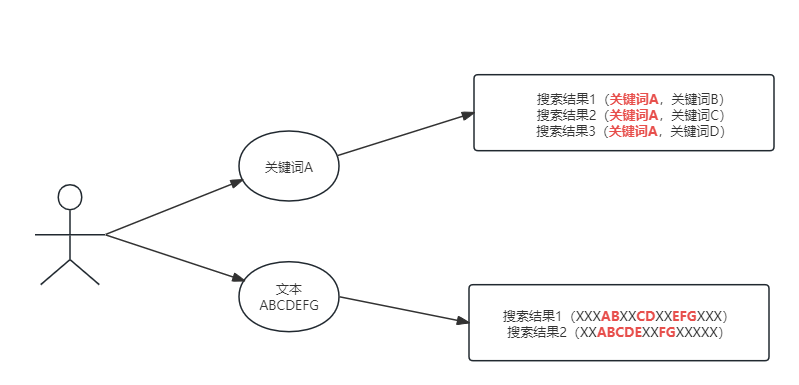 关键词A
搜索结果1（关键词A，关键词B）
搜索结果2（关键词A，关键词C）
搜索结果3（关键词A，关键词D）
文本
ABCDEFG
搜索结果1（XXXABXXCDXXEFGXXX）
搜索结果2（XXABCDEXXFGXXXXX）